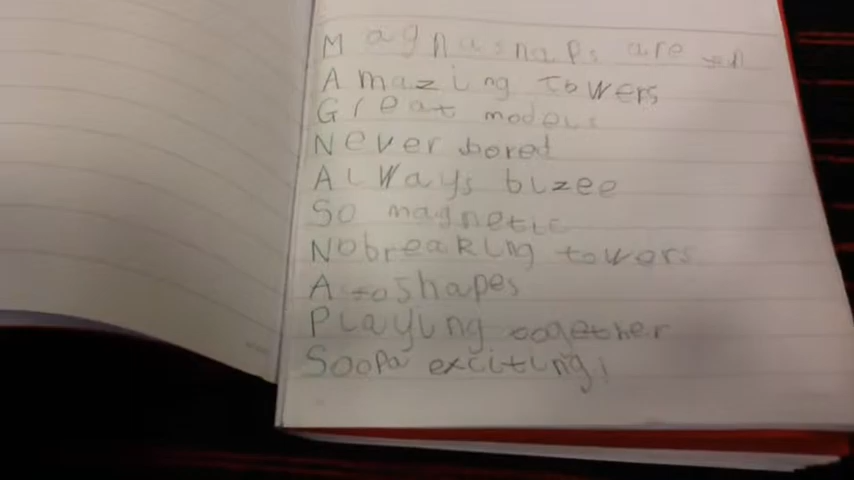 Magnasnaps are
Amazing towers
Great models
Never bored
Always bizee
So magnetic
Nobreaking towers
A shapes
Playing together
Soopa exciting!